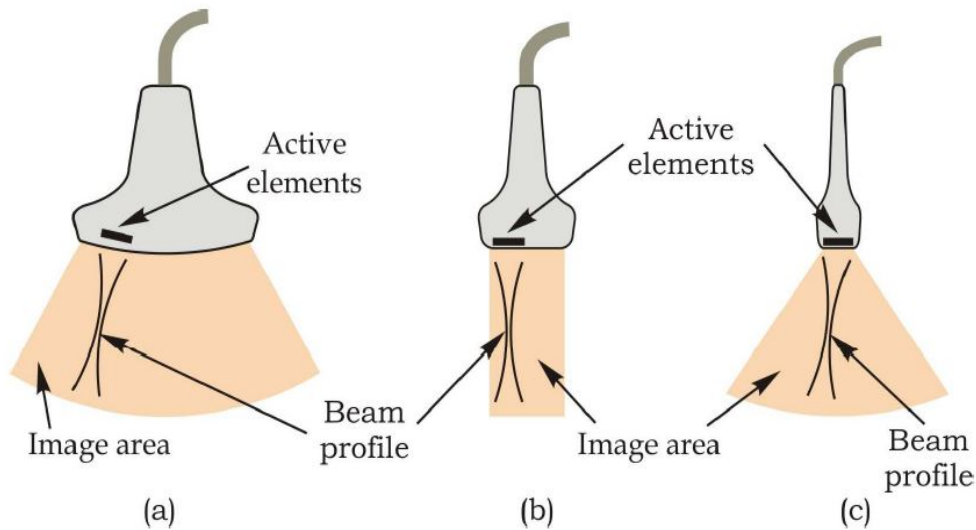 Active
elements
Active
elements
Image area
Beam
profile
Image area
Beam
profile
(a)
(b)
(c)